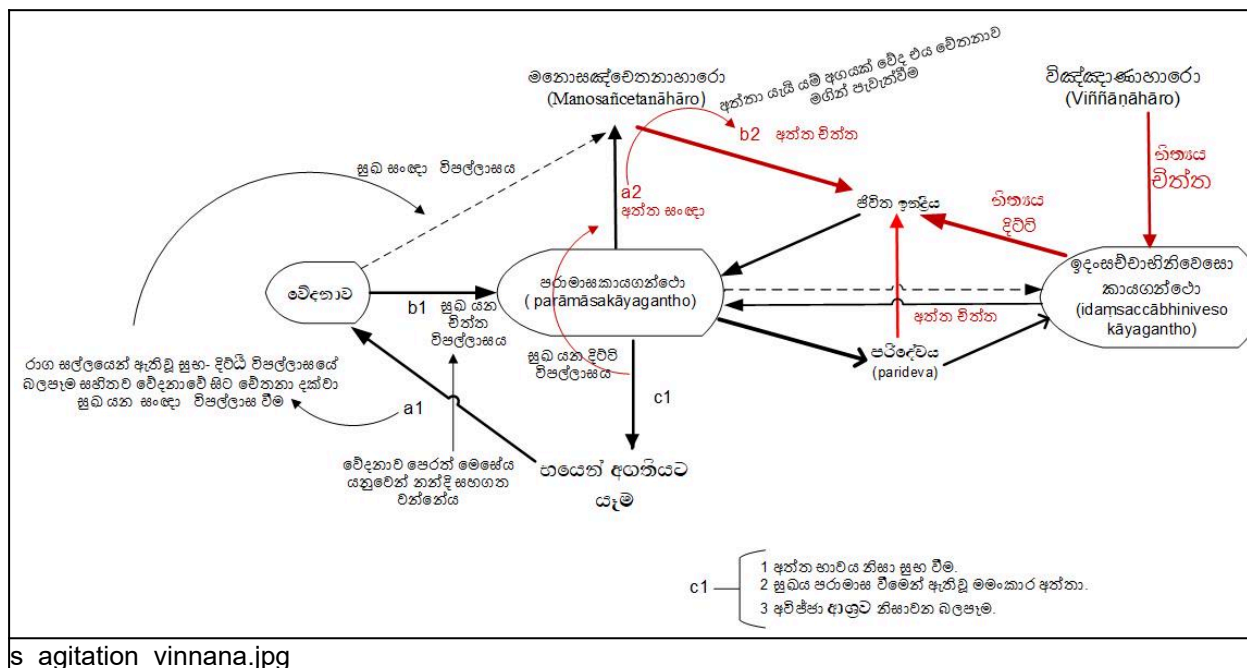 මනොසඤ්චේතනාහාරො
(Manosañcetanāhāro)
අත්තා යැයි යම් අගයක් වේද එය චේතනාව
මගින් පැවැත්වීම
විඤ්ඤාණාහාරො
(Viññāṇāhāro)
b2 අත්ත චිත්ත
සුඛ සංඥා විපල්ලාසය
a2
අත්ත සංඥා
ජීවිත ඉන්ද්‍රිය
නිත්‍යය
චිත්ත
නිත්‍යය
දිට්ටි
වේදනාව
b1 සුඛ යන
චිත්ත
විපල්ලාසය
පරාමාසකායගන්ථො
( parāmāsakāyagantho)
ඉදංසච්චාභිනිවෙසො
කායගන්ථො
(idaṃsaccābhiniveso
kāyagantho)
අත්ත චිත්ත
සුඛ යන දිට්ටි
විපල්ලාසය
පරිදේවය
(parideva)
රාග සල්ලයෙන් ඇතිවූ සුභ- දිට්ඨි විපල්ලාසයේ
බලපෑම සහිතව වේදනාවේ සිට චේතනා දක්වා
සුඛ යන සංඥා විපල්ලාස වීම
a1
c1
වේදනාව පෙරත් මෙසේය
යනුවෙන් නන්දි සහගත
වන්නේය
භයෙන් අගතියට
යෑම
c1
1 අත්ත භාවය නිසා සුභ වීම.
2 සුඛය පරාමාස වීමෙන් ඇතිවූ මමංකාර අත්තා.
3 අවිජ්ජා ආශ්‍රව නිසාවන බලපෑම.
s_agitation_vinnana.jpg